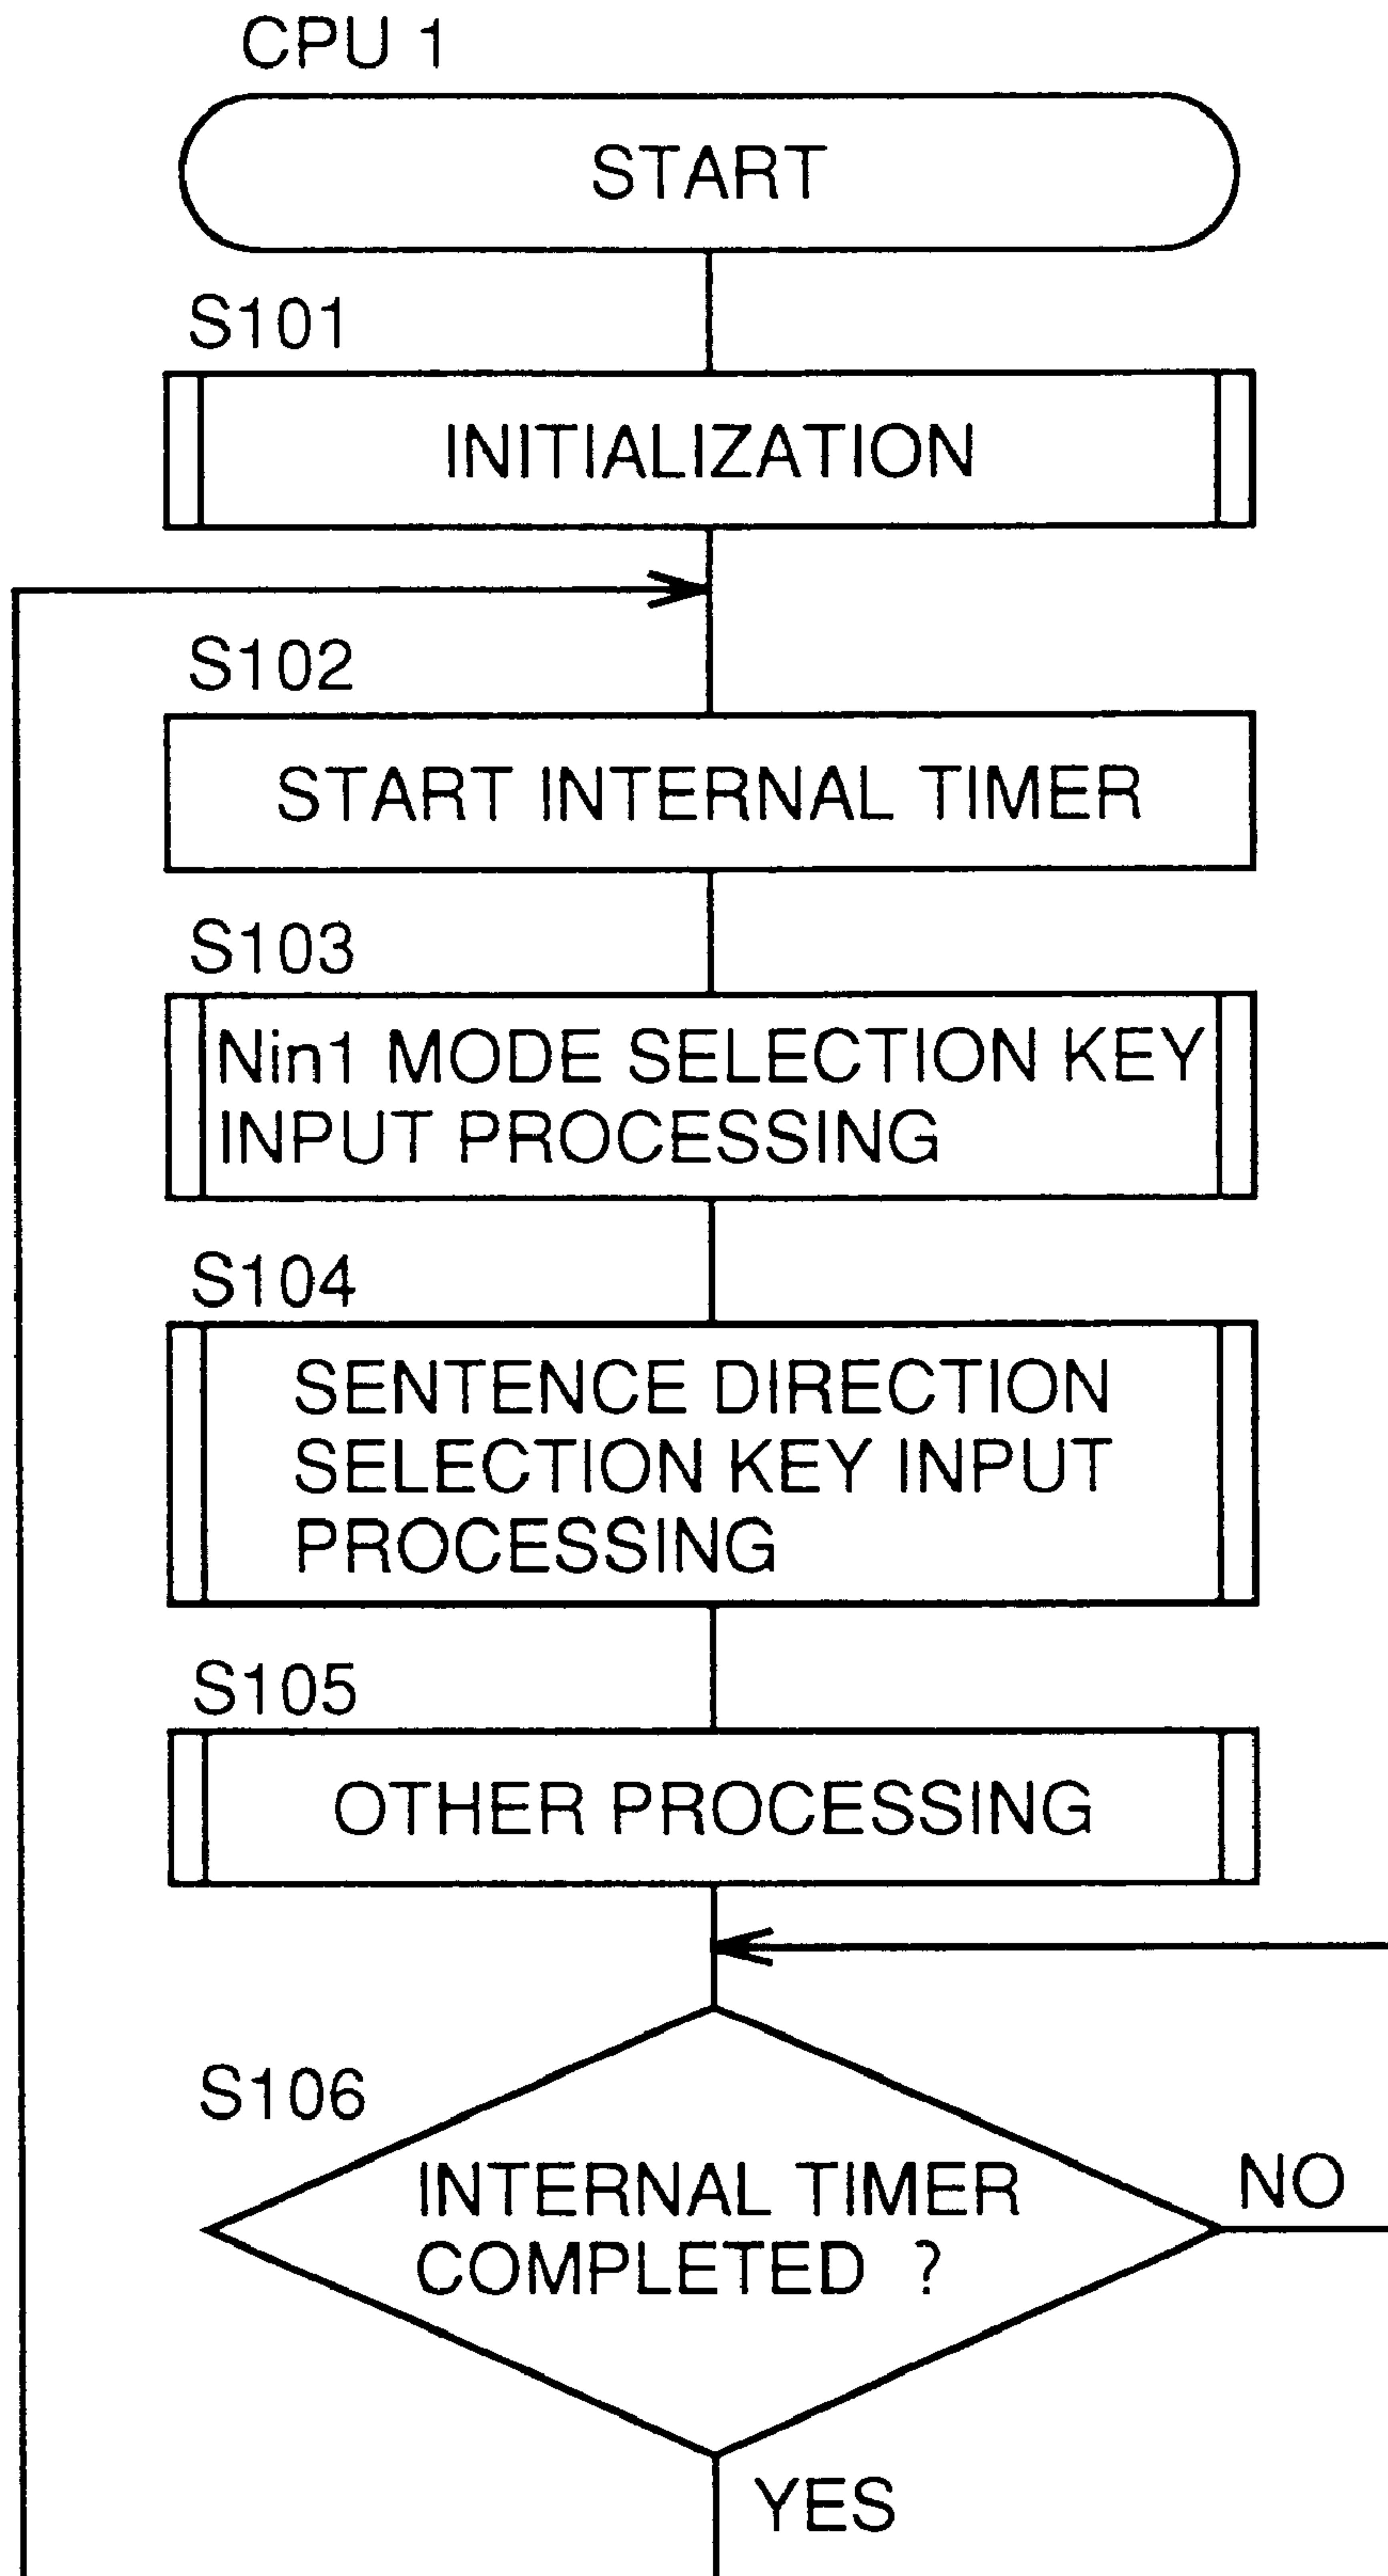 CPU 1
START
S101
INITIALIZATION
S102
START INTERNAL TIMER
S103
Nin1 MODE SELECTION KEY
INPUT PROCESSING
S104
SENTENCE DIRECTION
SELECTION KEY INPUT
PROCESSING
S105
OTHER PROCESSING
S106
INTERNAL TIMER
COMPLETED ?
NO
YES